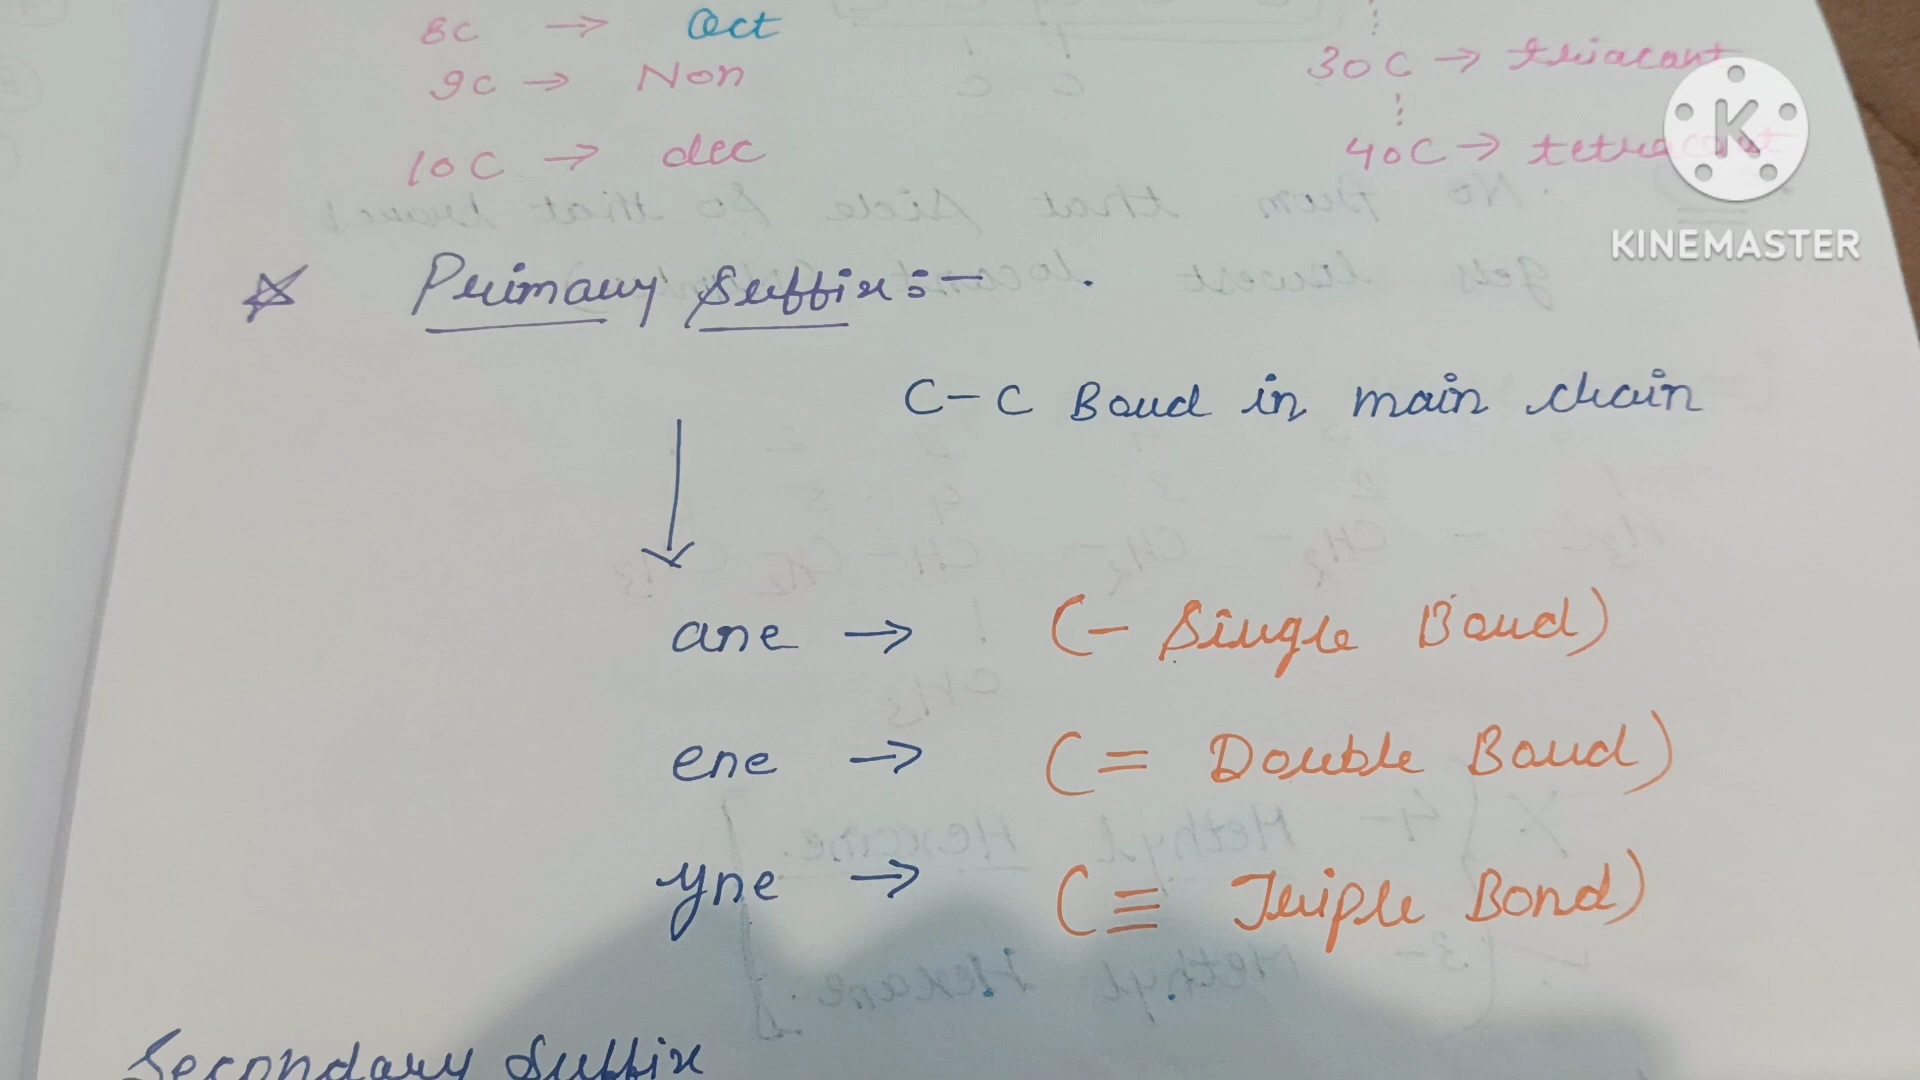 8C → Oct
9C → Non
30C → triacont
10C → dec
40C → tetracont
KINEMASTER
Primary Suffix:-
C-C Bond in main chain
ane → (- Single Bond)
ene → (= Double Bond)
yne → (≡ Triple Bond)
Secondary Suffix